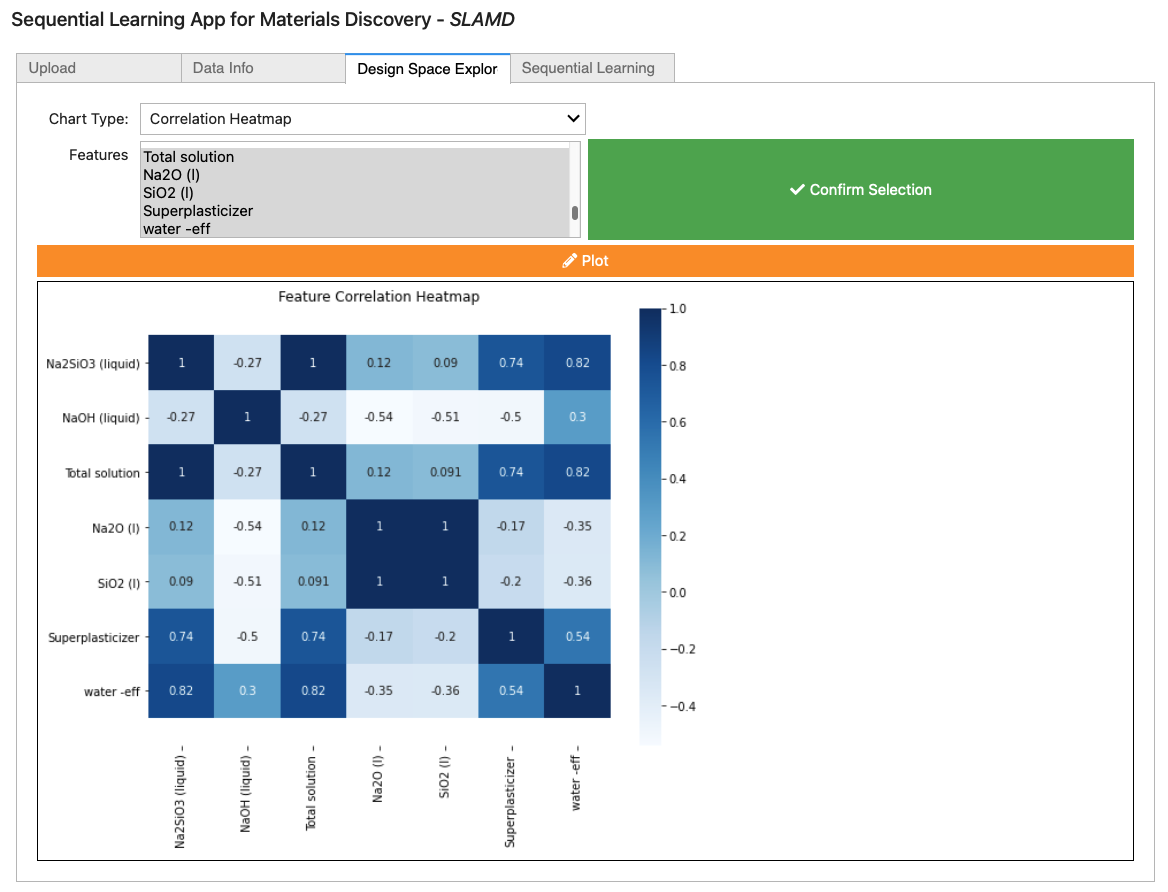 Sequential Learning App for Materials Discovery - SLAMD
Upload
Data Info
Design Space Explor
Sequential Learning
Chart Type:
Correlation Heatmap
Features
Total solution
Na2O (l)
SiO2 (l)
Superplasticizer
water -eff
Confirm Selection
Plot
Feature Correlation Heatmap
Na2SiO3 (liquid) 1 -0.27 1 0.12 0.09 0.74 0.82
NaOH (liquid) -0.27 1 -0.27 -0.54 -0.51 -0.5 0.3
Total solution 1 -0.27 1 0.12 0.091 0.74 0.82
Na2O (l) 0.12 -0.54 0.12 1 1 -0.17 -0.35
SiO2 (l) 0.09 -0.51 0.091 1 1 -0.2 -0.36
Superplasticizer 0.74 -0.5 0.74 -0.17 -0.2 1 0.54
water -eff 0.82 0.3 0.82 -0.35 -0.36 0.54 1
Na2SiO3 (liquid)
NaOH (liquid)
Total solution
Na2O (l)
SiO2 (l)
Superplasticizer
water -eff
1.0
0.8
0.6
0.4
0.2
0.0
−0.2
−0.4